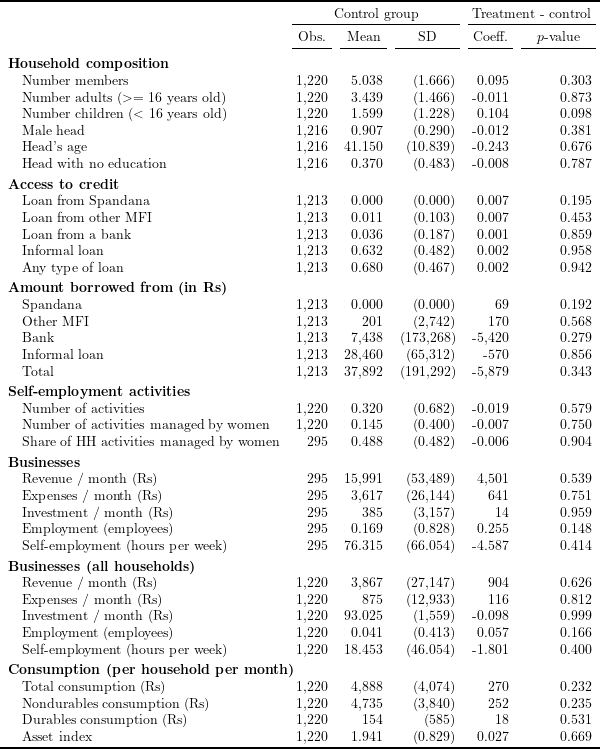 Control group Treatment - control
Obs. Mean SD Coeff. p-value
Household composition
Number members 1,220 5.038 (1.666) 0.095 0.303
Number adults (>= 16 years old) 1,220 3.439 (1.466) -0.011 0.873
Number children (< 16 years old) 1,220 1.599 (1.228) 0.104 0.098
Male head 1,216 0.907 (0.290) -0.012 0.381
Head's age 1,216 41.150 (10.839) -0.243 0.676
Head with no education 1,216 0.370 (0.483) -0.008 0.787
Access to credit
Loan from Spandana 1,213 0.000 (0.000) 0.007 0.195
Loan from other MFI 1,213 0.011 (0.103) 0.007 0.453
Loan from a bank 1,213 0.036 (0.187) 0.001 0.859
Informal loan 1,213 0.632 (0.482) 0.002 0.958
Any type of loan 1,213 0.680 (0.467) 0.002 0.942
Amount borrowed from (in Rs)
Spandana 1,213 0.000 (0.000) 69 0.192
Other MFI 1,213 201 (2,742) 170 0.568
Bank 1,213 7,438 (173,268) -5,420 0.279
Informal loan 1,213 28,460 (65,312) -570 0.856
Total 1,213 37,892 (191,292) -5,879 0.343
Self-employment activities
Number of activities 1,220 0.320 (0.682) -0.019 0.579
Number of activities managed by women 1,220 0.145 (0.400) -0.007 0.750
Share of HH activities managed by women 295 0.488 (0.482) -0.006 0.904
Businesses
Revenue / month (Rs) 295 15,991 (53,489) 4,501 0.539
Expenses / month (Rs) 295 3,617 (26,144) 641 0.751
Investment / month (Rs) 295 385 (3,157) 14 0.959
Employment (employees) 295 0.169 (0.828) 0.255 0.148
Self-employment (hours per week) 295 76.315 (66.054) -4.587 0.414
Businesses (all households)
Revenue / month (Rs) 1,220 3,867 (27,147) 904 0.626
Expenses / month (Rs) 1,220 875 (12,933) 116 0.812
Investment / month (Rs) 1,220 93.025 (1,559) -0.098 0.999
Employment (employees) 1,220 0.041 (0.413) 0.057 0.166
Self-employment (hours per week) 1,220 18.453 (46.054) -1.801 0.400
Consumption (per household per month)
Total consumption (Rs) 1,220 4,888 (4,074) 270 0.232
Nondurables consumption (Rs) 1,220 4,735 (3,840) 252 0.235
Durables consumption (Rs) 1,220 154 (585) 18 0.531
Asset index 1,220 1.941 (0.829) 0.027 0.669